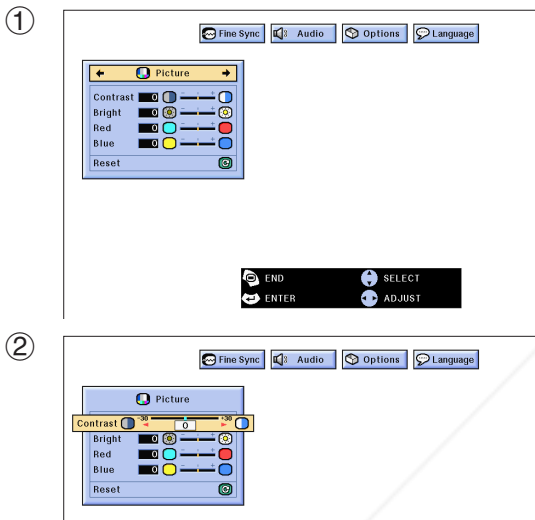 ①
Fine Sync Audio Options Language
Picture
Contrast 0 - +
Bright 0 - +
Red 0 - +
Blue 0 - +
Reset
END SELECT
ENTER ADJUST
②
Fine Sync Audio Options Language
Picture
Contrast -30 0 +30
Bright 0 - +
Red 0 - +
Blue 0 - +
Reset